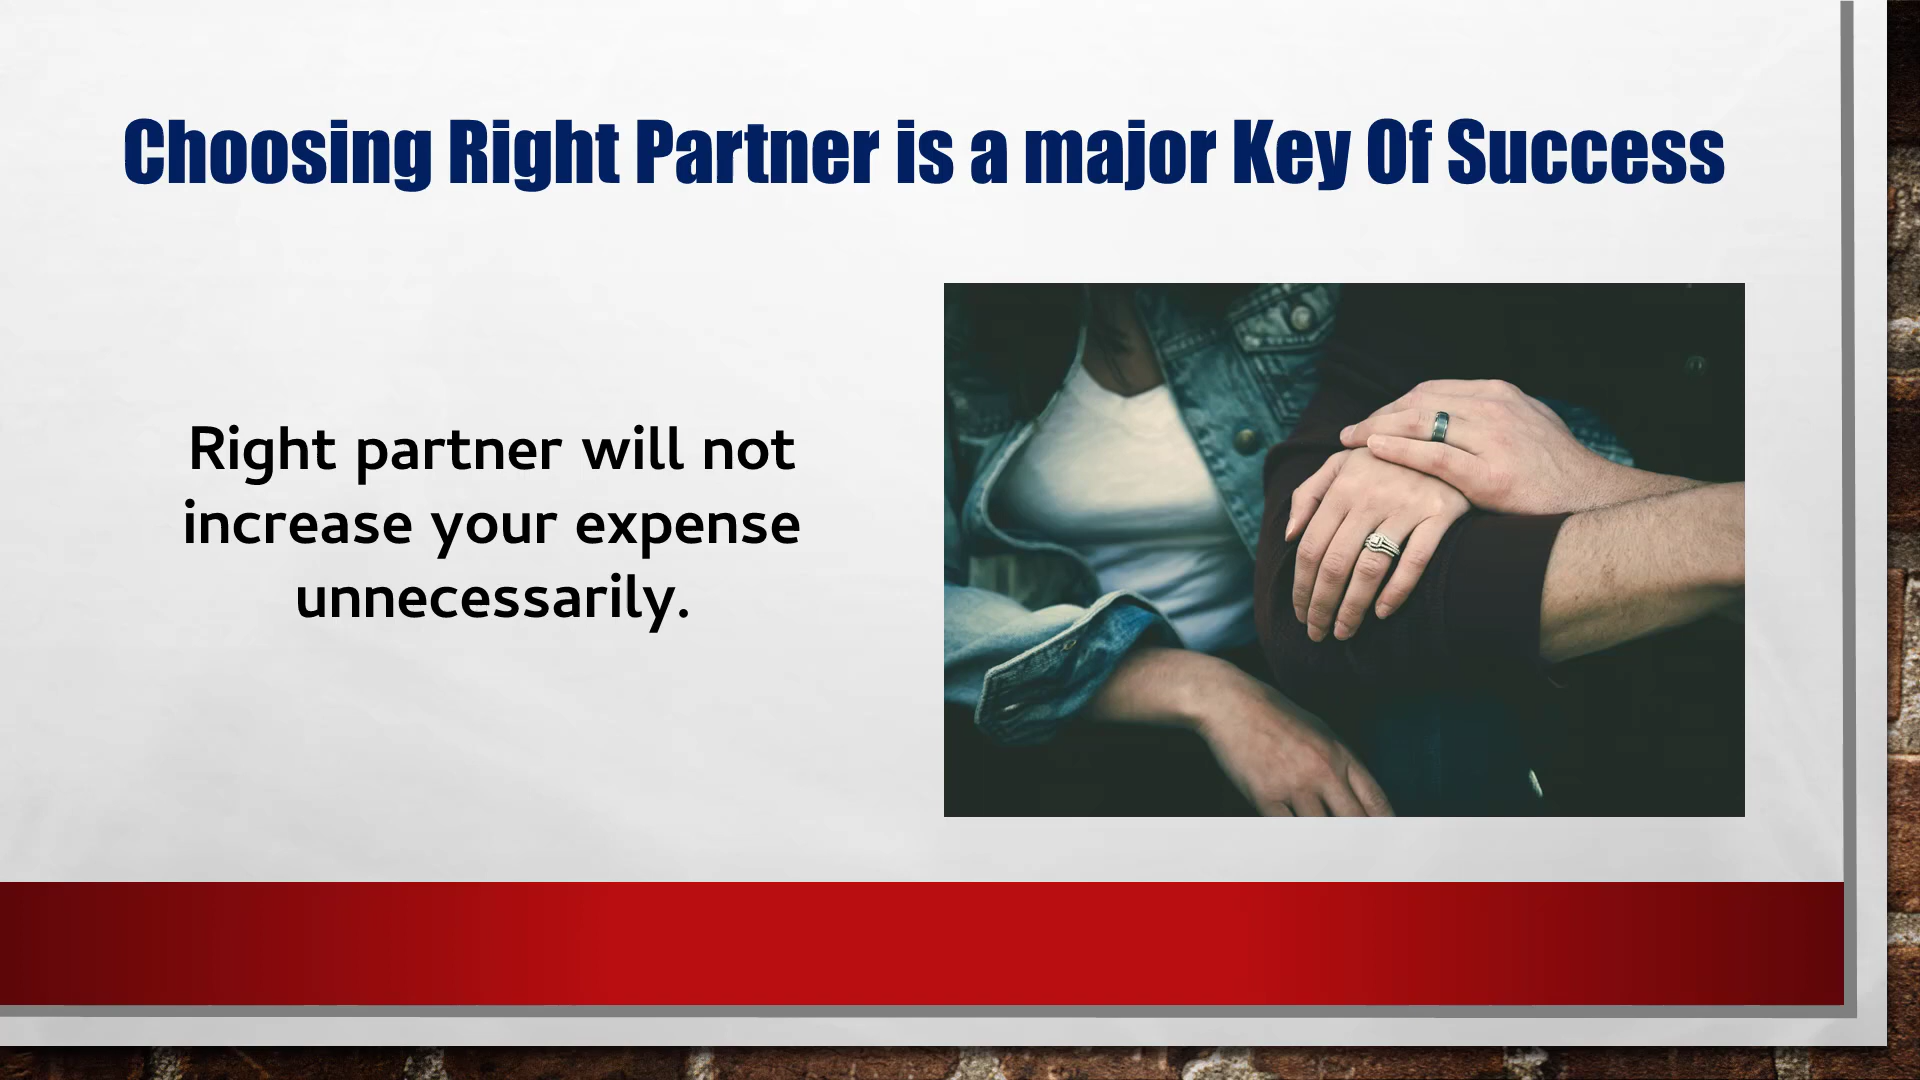 Choosing Right Partner is a major Key Of Success
Right partner will not
increase your expense
unnecessarily.